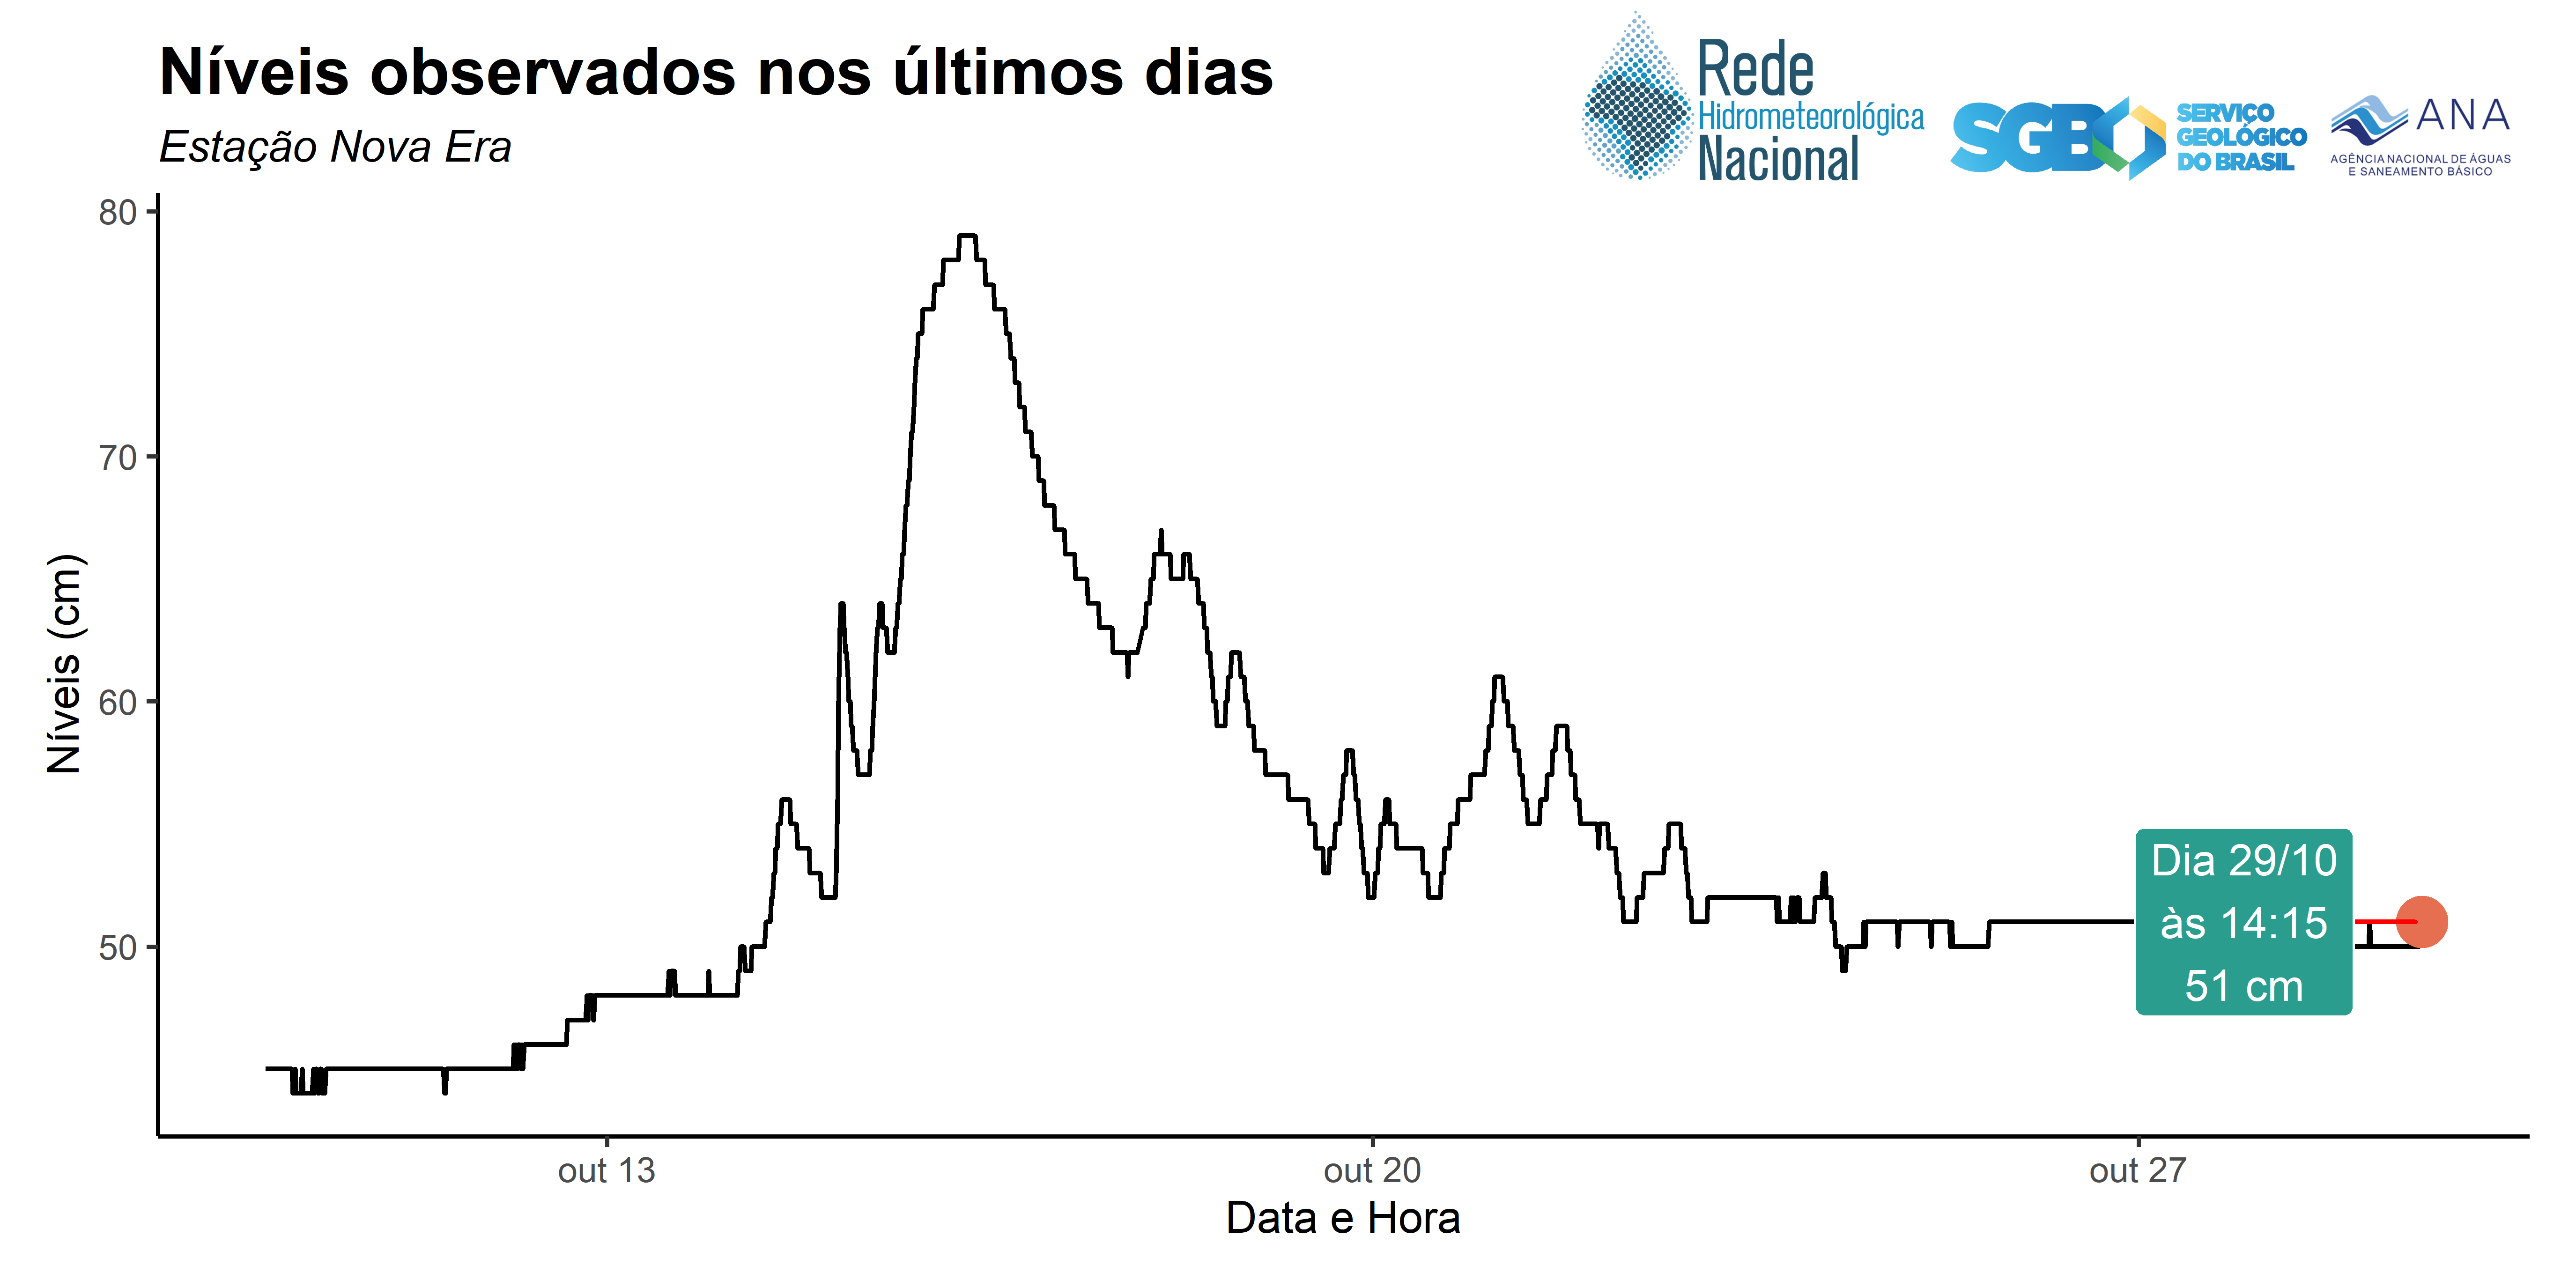 Níveis observados nos últimos dias
Estação Nova Era
Rede
Hidrometeorológica
Nacional
SGB
SERVIÇO
GEOLÓGICO
DO BRASIL
ANA
AGÊNCIA NACIONAL DE ÁGUAS
E SANEAMENTO BÁSICO
Níveis (cm)
80
70
60
50
Dia 29/10
às 14:15
51 cm
out 13
out 20
out 27
Data e Hora